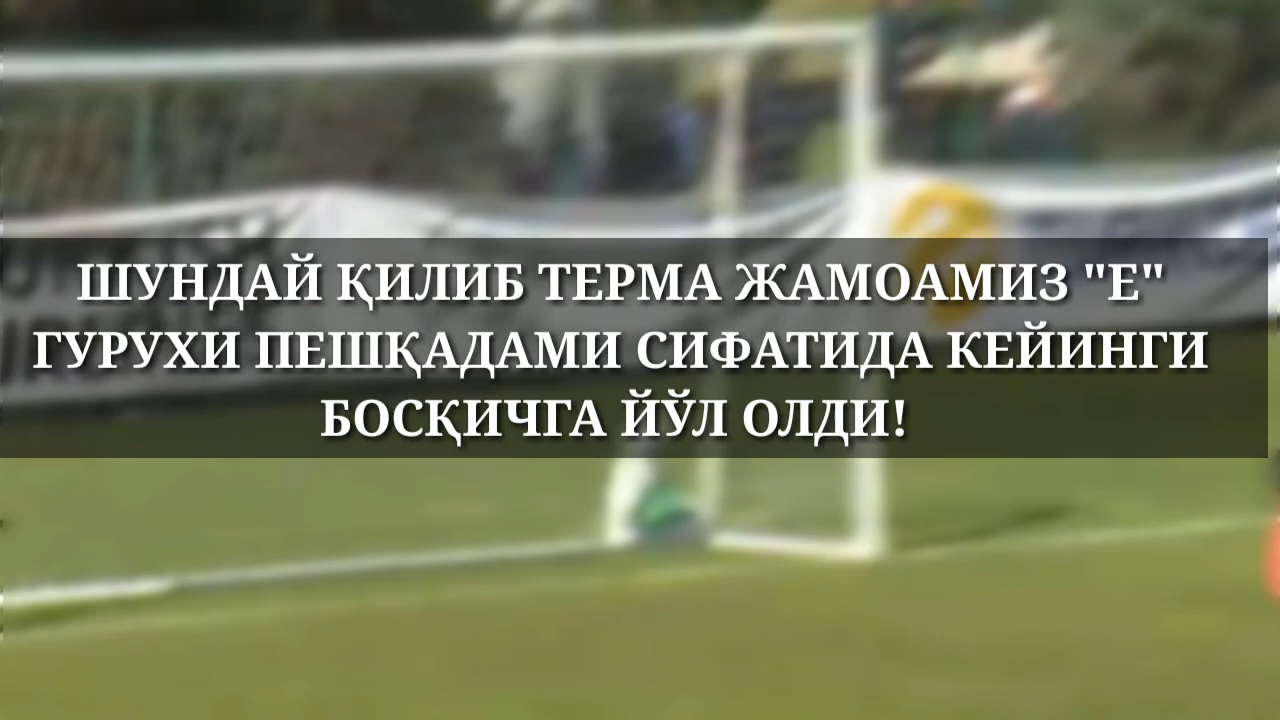 ШУНДАЙ ҚИЛИБ ТЕРМА ЖАМОАМИЗ "Е"
ГУРУХИ ПЕШҚАДАМИ СИФАТИДА КЕЙИНГИ
БОСҚИЧГА ЙЎЛ ОЛДИ!